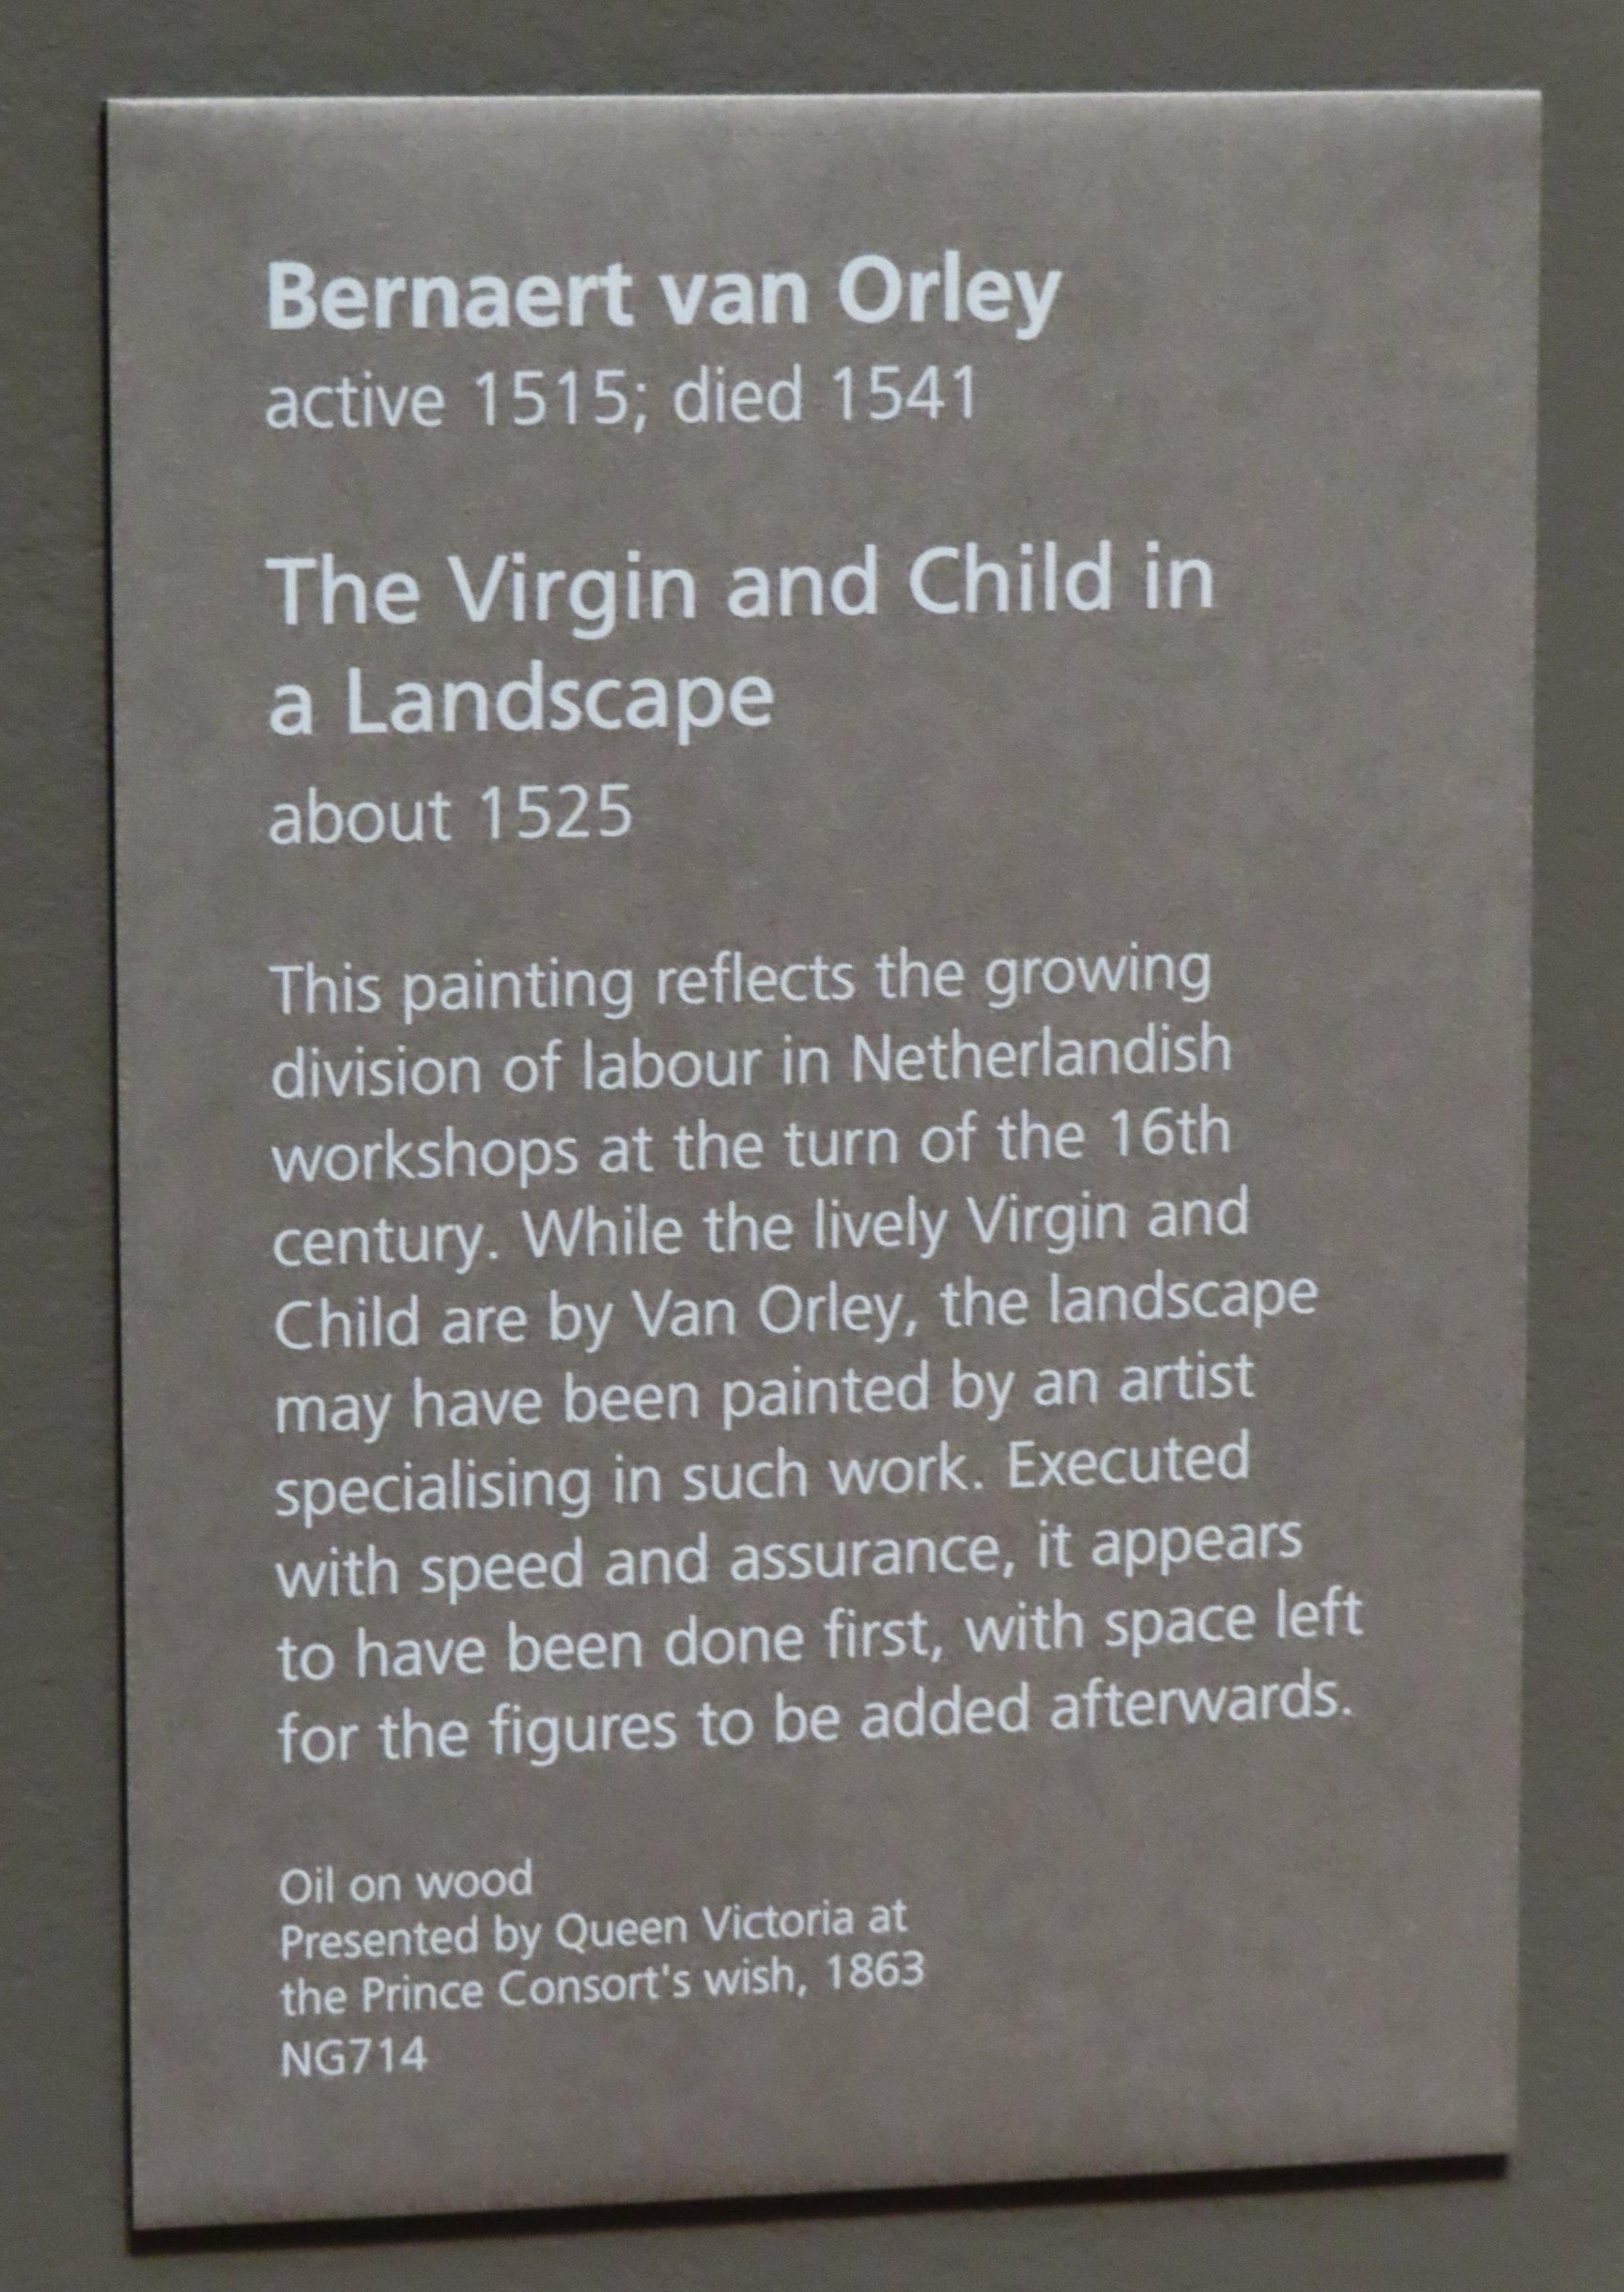 Bernaert van Orley
active 1515; died 1541
The Virgin and Child in
a Landscape
about 1525
This painting reflects the growing
division of labour in Netherlandish
workshops at the turn of the 16th
century. While the lively Virgin and
Child are by Van Orley, the landscape
may have been painted by an artist
specialising in such work. Executed
with speed and assurance, it appears
to have been done first, with space left
for the figures to be added afterwards.
Oil on wood
Presented by Queen Victoria at
the Prince Consort's wish, 1863
NG714